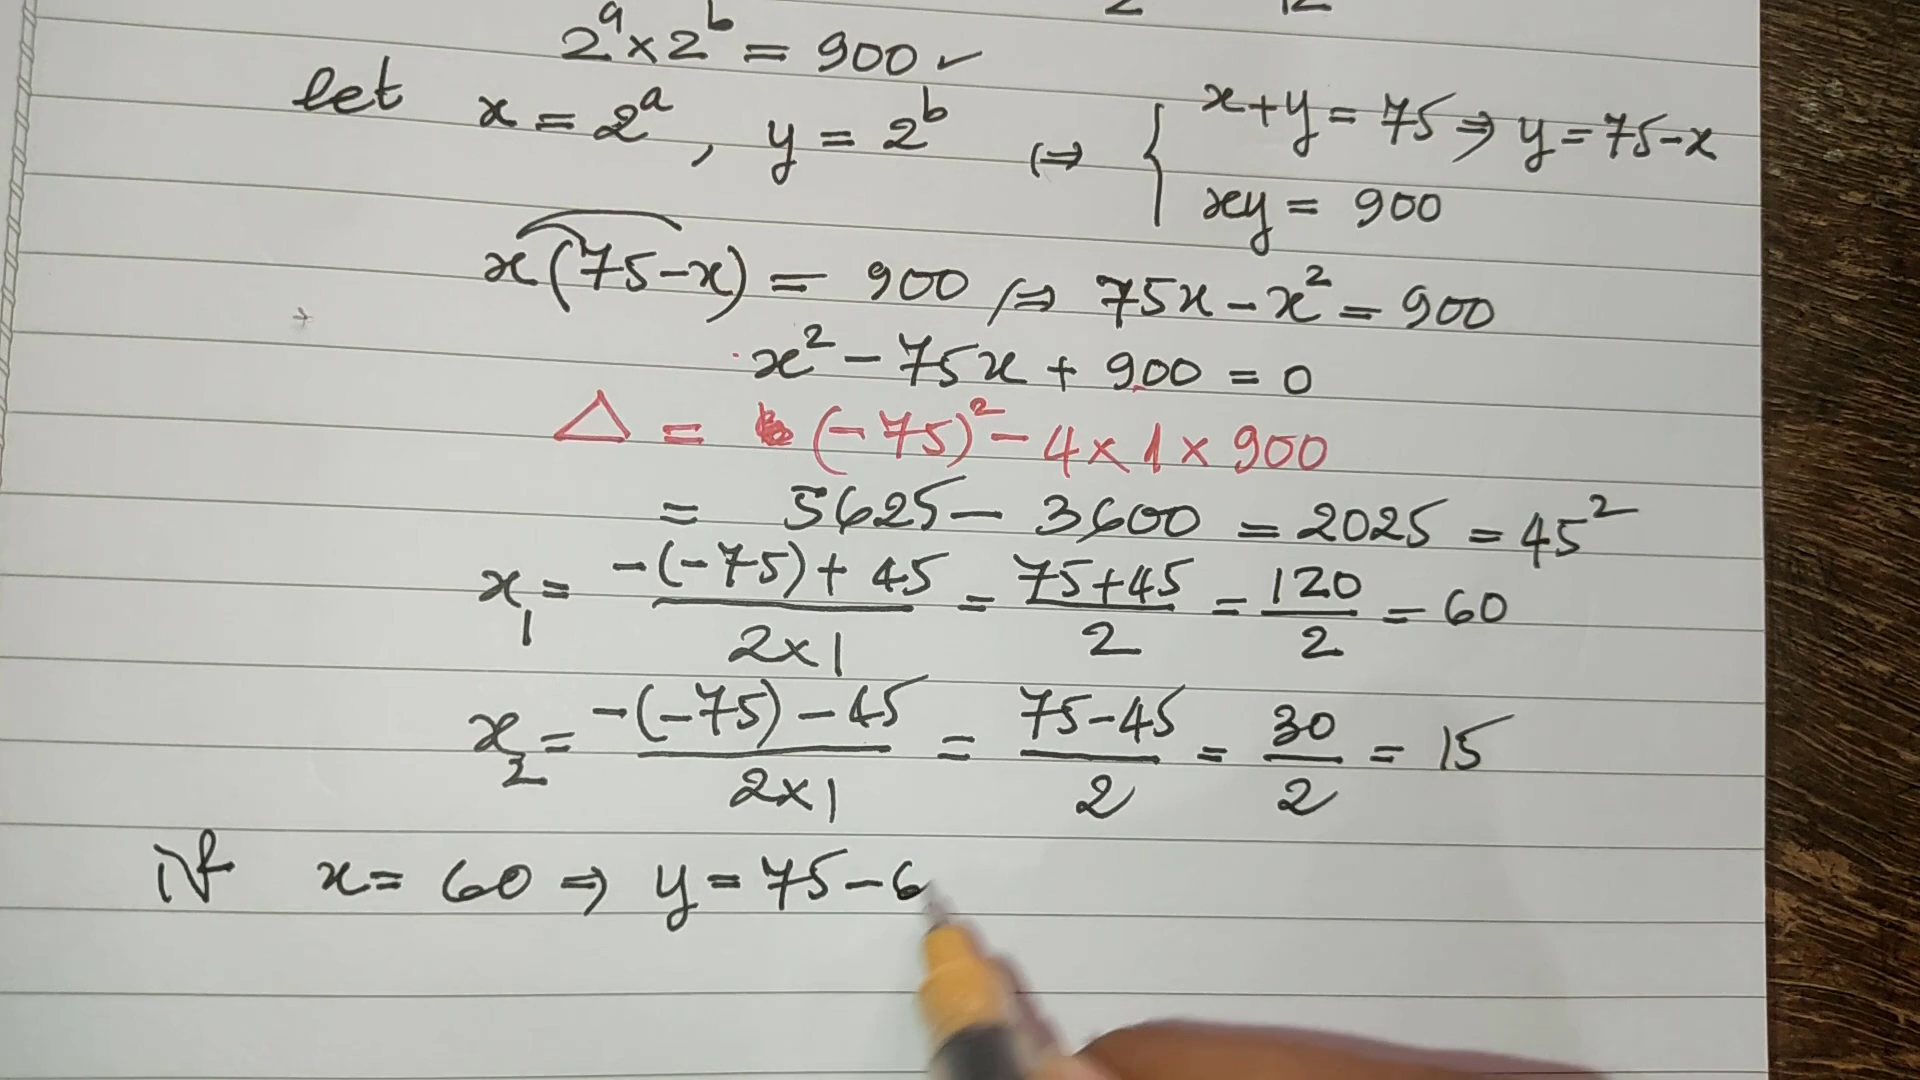 2^a × 2^b = 900 ✓
let x = 2^a , y = 2^b ⇒ { x+y = 75 ⇒ y = 75-x
xy = 900
x(75-x) = 900 ⇒ 75x - x² = 900
x² - 75x + 900 = 0
Δ = (-75)² - 4×1×900
= 5625 - 3600 = 2025 = 45²
x₁ = (-(-75) + 45)/(2×1) = (75+45)/2 = 120/2 = 60
x₂ = (-(-75) - 45)/(2×1) = (75-45)/2 = 30/2 = 15
if x = 60 ⇒ y = 75 - 6